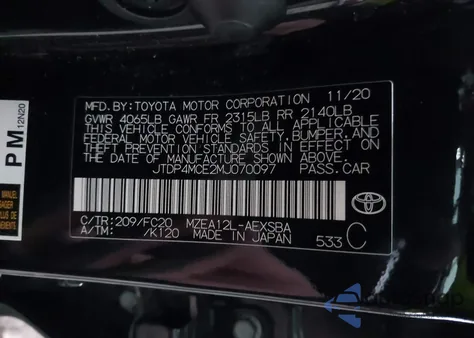 MFD. BY: TOYOTA MOTOR CORPORATION 11/20
GVWR 4065LB GAWR FR 2315LB RR 2140LB
THIS VEHICLE CONFORMS TO ALL APPLICABLE
FEDERAL MOTOR VEHICLE SAFETY, BUMPER, AND
THEFT PREVENTION STANDARDS IN EFFECT ON
THE DATE OF MANUFACTURE SHOWN ABOVE.
JTDP4MCE2MJ070097 PASS. CAR
C/TR: 209/FC20 MZEA12L-AEXSBA
A/TM: /K120 MADE IN JAPAN 533 C
PM
12N20
MANUEL